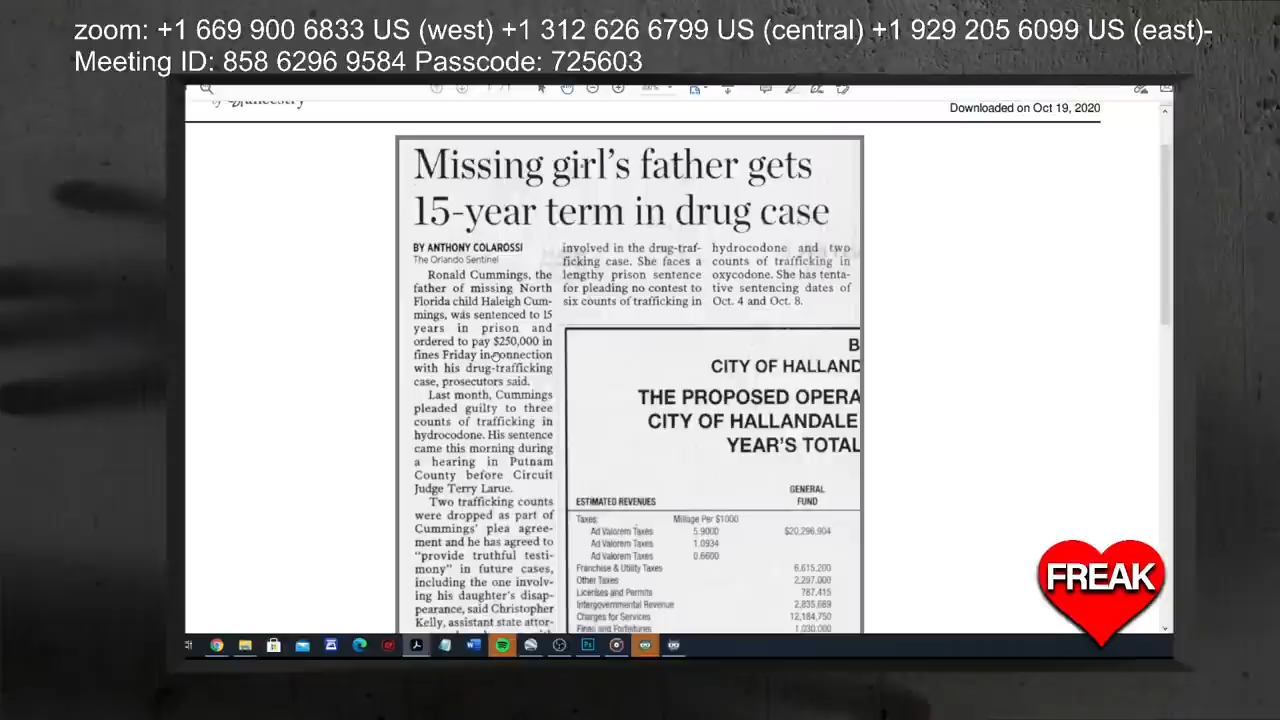 zoom: +1 669 900 6833 US (west) +1 312 626 6799 US (central) +1 929 205 6099 US (east)-
Meeting ID: 858 6296 9584 Passcode: 725603
Downloaded on Oct 19, 2020
Missing girl's father gets
15-year term in drug case
BY ANTHONY COLAROSSI
The Orlando Sentinel
Ronald Cummings, the
father of missing North
Florida child Haleigh Cum-
mings, was sentenced to 15
years in prison and
ordered to pay $250,000 in
fines Friday in connection
with his drug-trafficking
case, prosecutors said.
Last month, Cummings
pleaded guilty to three
counts of trafficking in
hydrocodone. His sentence
came this morning during
a hearing in Putnam
County before Circuit
Judge Terry Larue.
Two trafficking counts
were dropped as part of
Cummings' plea agree-
ment and he has agreed to
"provide truthful testi-
mony" in future cases,
including the one involv-
ing his daughter's disap-
pearance, said Christopher
Kelly, assistant state attor-
involved in the drug-traf-
ficking case. She faces a
lengthy prison sentence
for pleading no contest to
six counts of trafficking in
hydrocodone and two
counts of trafficking in
oxycodone. She has tenta-
tive sentencing dates of
Oct. 4 and Oct. 8.
B
CITY OF HALLAND
THE PROPOSED OPERA
CITY OF HALLANDALE
YEAR'S TOTAL
GENERAL
ESTIMATED REVENUES FUND
Taxes: Millage Per $1000
Ad Valorem Taxes 5.9000 $20,296,904
Ad Valorem Taxes 1.0934
Ad Valorem Taxes 0.6600
Franchise & Utility Taxes 6,615,200
Other Taxes 2,297,000
Licenses and Permits 787,415
Intergovernmental Revenue 2,835,689
Charges for Services 12,184,750
Fines and Forfeitures 1,030,000
FREAK